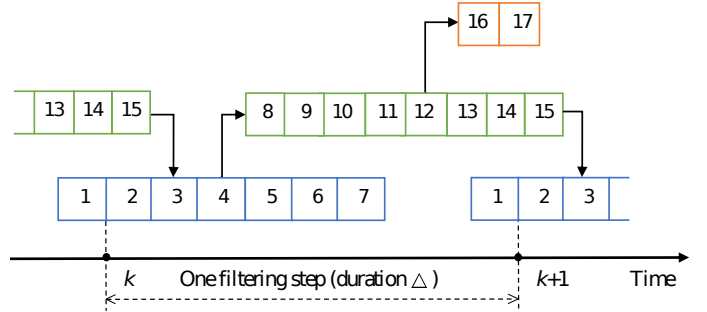 16 17
13 14 15
8 9 10 11 12 13 14 15
1 2 3 4 5 6 7
1 2 3
k One filtering step (duration △) k+1 Time